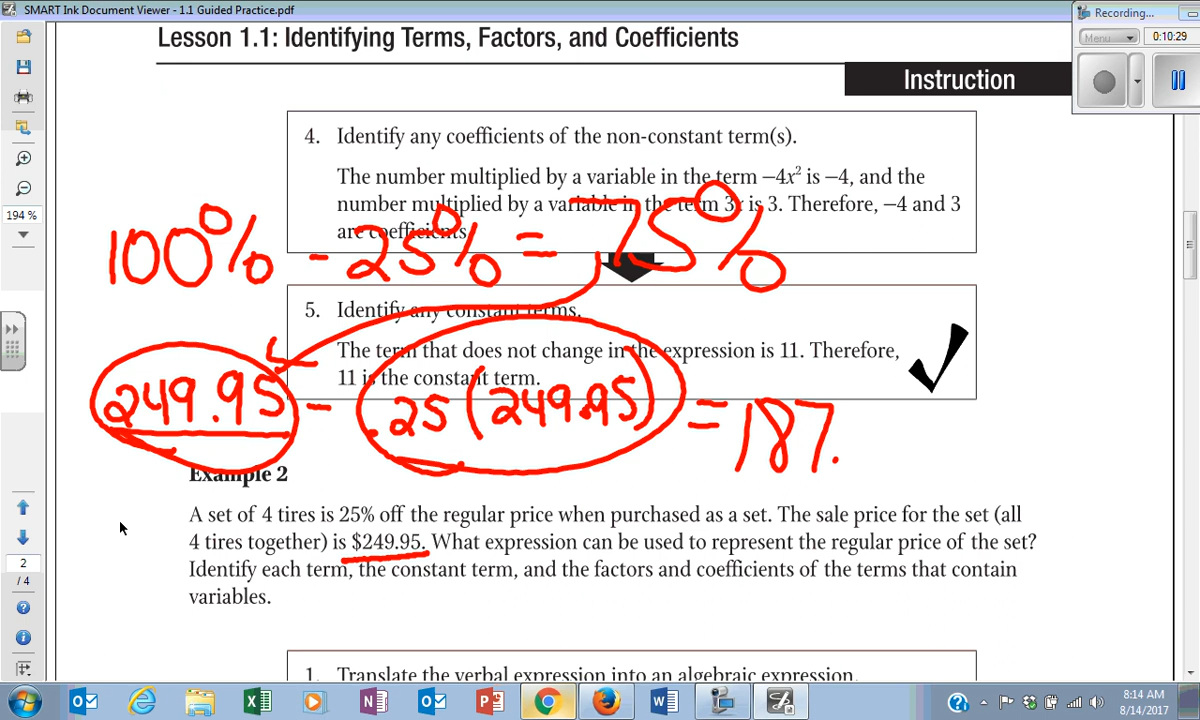 SMART Ink Document Viewer - 1.1 Guided Practice.pdf
Recording...
Menu
0:10:29
Lesson 1.1: Identifying Terms, Factors, and Coefficients
Instruction
194 %
2
/ 4
4. Identify any coefficients of the non-constant term(s).
The number multiplied by a variable in the term −4x² is −4, and the
number multiplied by a variable in the term 3x is 3. Therefore, −4 and 3
are coefficients.
100% - 25% = 75%
5. Identify any constant terms.
The term that does not change in the expression is 11. Therefore,
11 is the constant term.
249.95 - .25(249.95) = 187.
Example 2
A set of 4 tires is 25% off the regular price when purchased as a set. The sale price for the set (all
4 tires together) is $249.95. What expression can be used to represent the regular price of the set?
Identify each term, the constant term, and the factors and coefficients of the terms that contain
variables.
1. Translate the verbal expression into an algebraic expression.
8:14 AM
8/14/2017